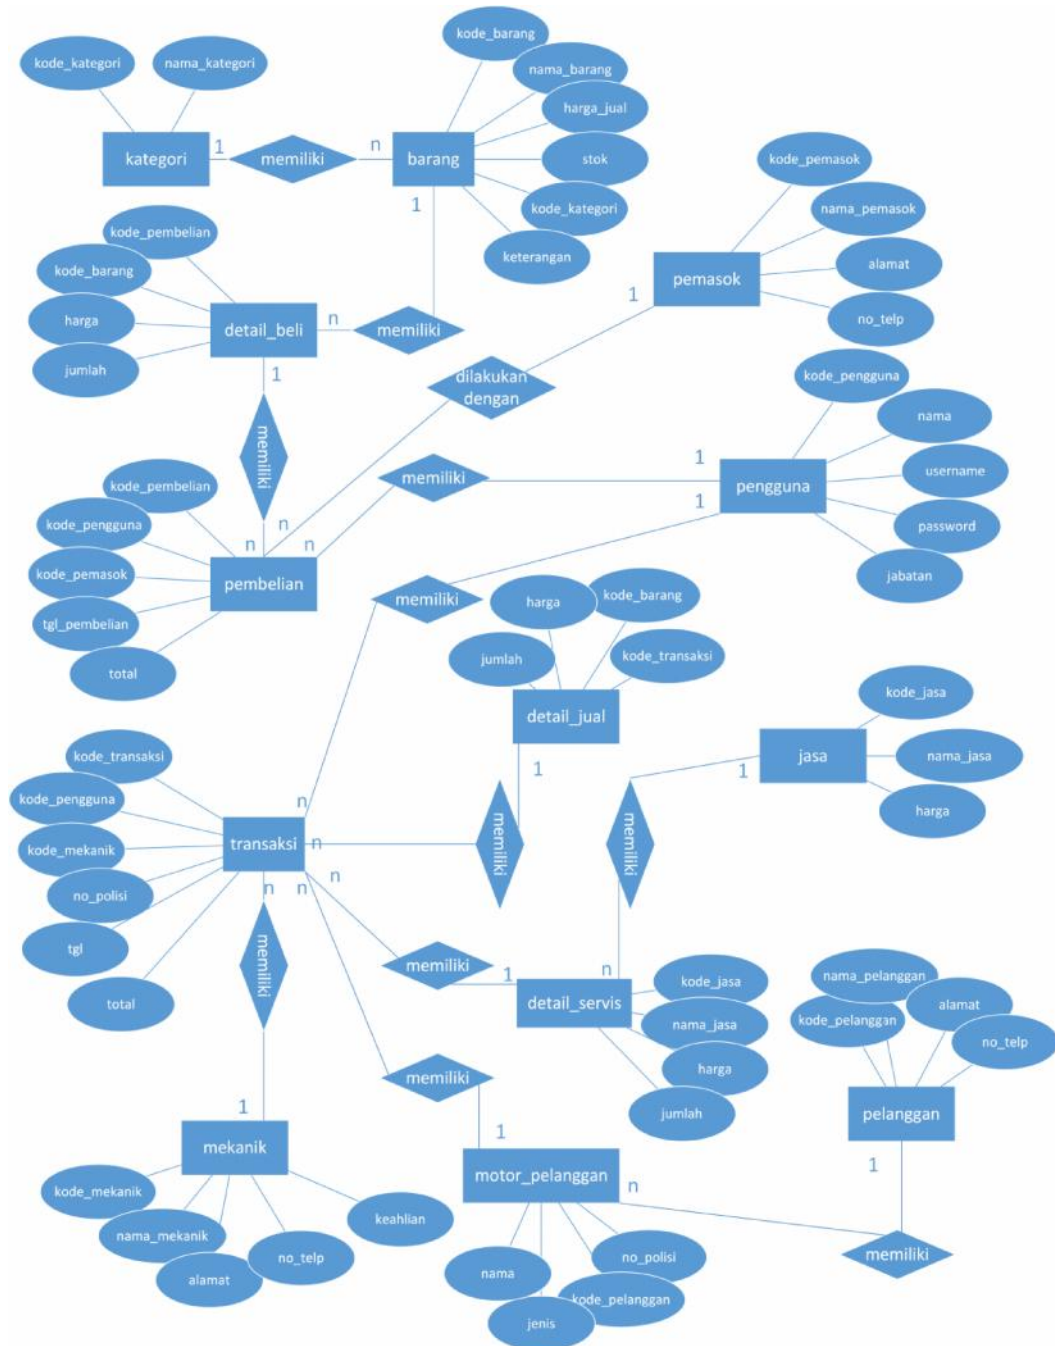 kode_barang
kode_kategori
nama_kategori
nama_barang
harga_jual
kategori
1
memiliki
n
barang
stok
1
kode_kategori
keterangan
kode_pemasok
nama_pemasok
alamat
no_telp
pemasok
1
kode_pembelian
kode_barang
harga
jumlah
detail_beli
n
memiliki
1
dilakukan
dengan
memiliki
n
n
n
kode_pembelian
kode_pengguna
kode_pemasok
tgl_pembelian
total
pembelian
memiliki
1
1
pengguna
kode_pengguna
nama
username
password
jabatan
memiliki
harga
kode_barang
jumlah
kode_transaksi
detail_jual
1
kode_jasa
nama_jasa
harga
jasa
1
memiliki
n
kode_transaksi
kode_pengguna
kode_mekanik
no_polisi
tgl
total
transaksi
n
n
n
n
n
memiliki
memiliki
memiliki
1
detail_servis
kode_jasa
nama_jasa
harga
jumlah
nama_pelanggan
kode_pelanggan
alamat
no_telp
pelanggan
1
memiliki
1
1
mekanik
kode_mekanik
nama_mekanik
alamat
no_telp
keahlian
motor_pelanggan
n
memiliki
nama
jenis
kode_pelanggan
no_polisi